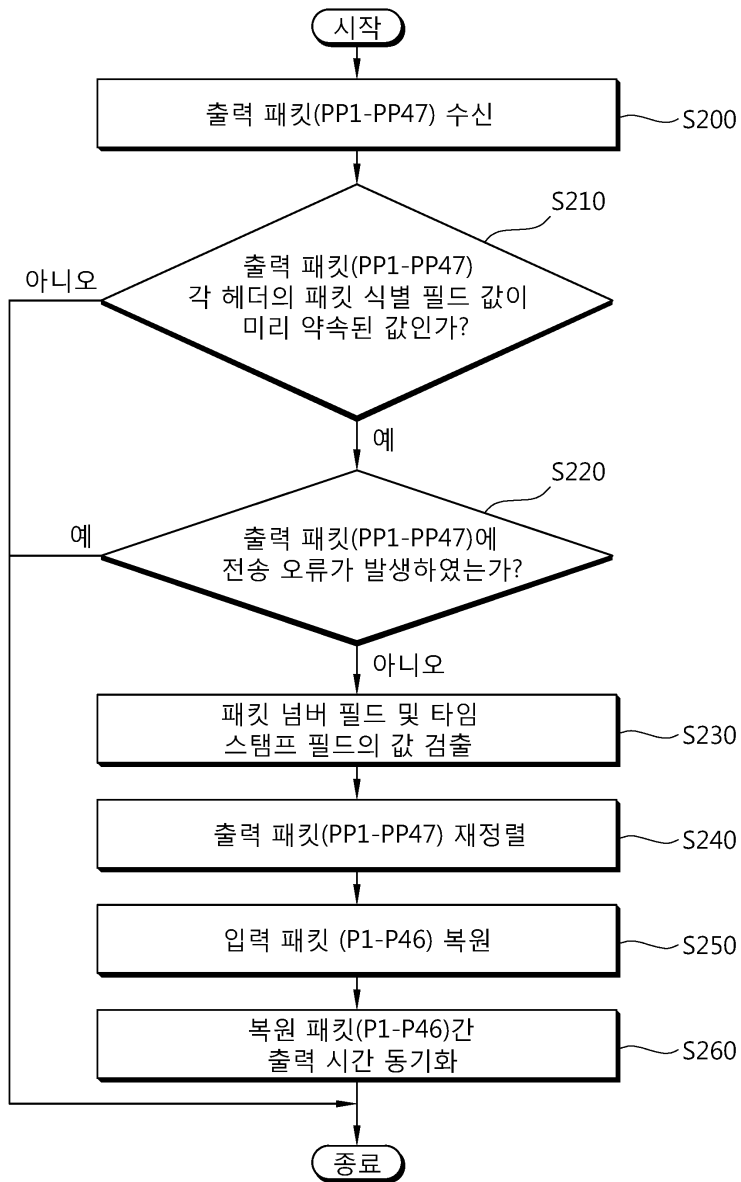 시작
출력 패킷(PP1-PP47) 수신
S200
S210
출력 패킷(PP1-PP47)
각 헤더의 패킷 식별 필드 값이
미리 약속된 값인가?
아니오
예
S220
출력 패킷(PP1-PP47)에
전송 오류가 발생하였는가?
예
아니오
패킷 넘버 필드 및 타임
스탬프 필드의 값 검출
S230
출력 패킷(PP1-PP47) 재정렬
S240
입력 패킷 (P1-P46) 복원
S250
복원 패킷(P1-P46)간
출력 시간 동기화
S260
종료